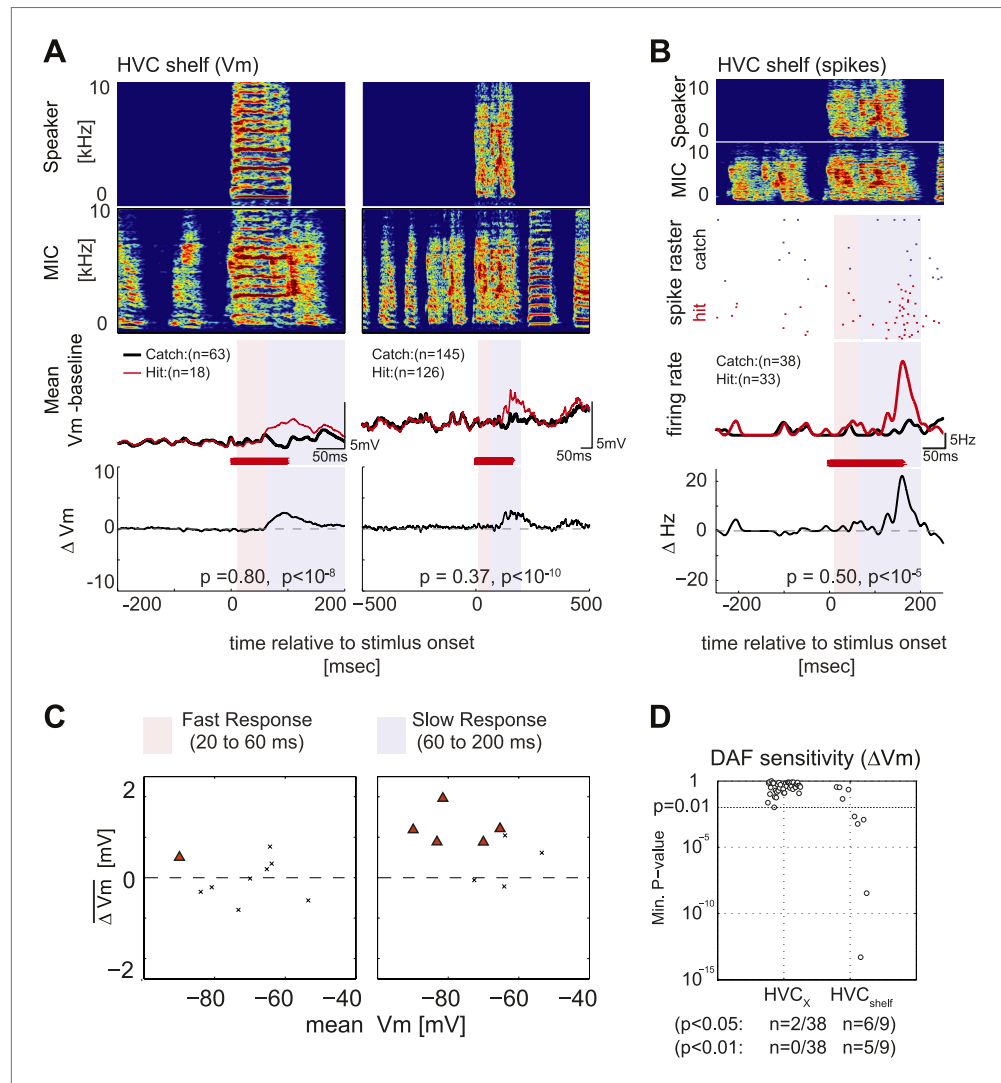 A
HVC shelf (Vm)
10
Speaker
[kHz]
0
10
MIC
[kHz]
0
Mean
Vm -baseline
Catch:(n=63)
Hit:(n=18)
5mV
50ms
Catch:(n=145)
Hit:(n=126)
5mV
50ms
10
Δ Vm
0
−10
p =0.80, p<10⁻⁸
p = 0.37, p<10⁻¹⁰
0
200
−500
0
500
time relative to stimlus onset
[msec]
B
HVC shelf (spikes)
Speaker
10
0
MIC
10
0
spike raster
hit
catch
firing rate
Catch:(n=38)
Hit:(n=33)
5Hz
50ms
Δ Hz
20
0
−20
p = 0.50, p<10⁻⁵
-200
0
200
time relative to stimlus onset
[msec]
C
Fast Response
(20 to 60 ms)
Slow Response
(60 to 200 ms)
Δ Vm [mV]
2
0
−2
−80
−60
−40
−80
−60
−40
mean Vm [mV]
D
DAF sensitivity (ΔVm)
Min. P−value
1
p=0.01
10⁻⁵
10⁻¹⁰
10⁻¹⁵
HVCₓ
HVC shelf
(p<0.05: n=2/38 n=6/9)
(p<0.01: n=0/38 n=5/9)